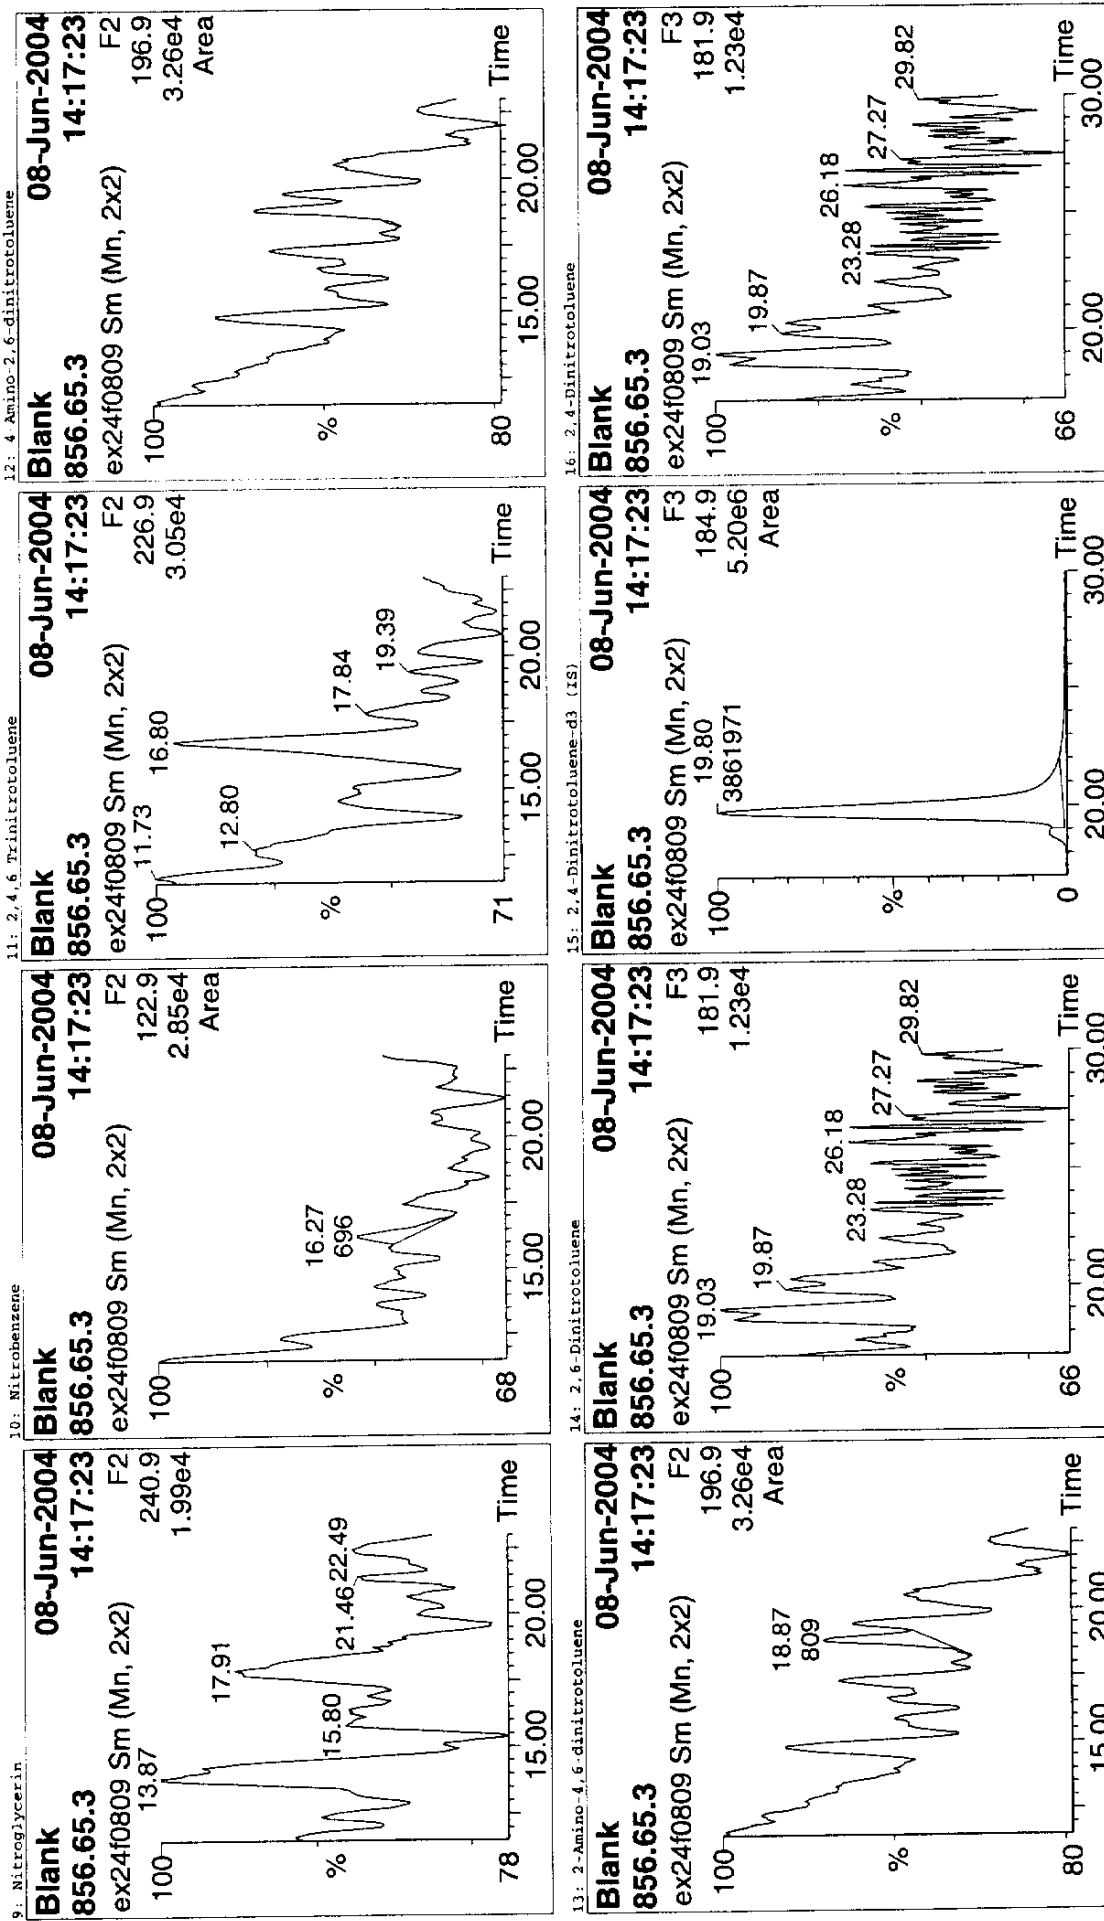 9: Nitroglycerin
Blank 08-Jun-2004
856.65.3 14:17:23
ex24f0809 Sm (Mn, 2x2) F2
240.9
1.99e4
100
13.87
17.91
15.80
21.46
22.49
%
78
15.00 20.00 Time
10: Nitrobenzene
Blank 08-Jun-2004
856.65.3 14:17:23
ex24f0809 Sm (Mn, 2x2) F2
122.9
2.85e4
Area
100
16.27
696
%
68
15.00 20.00 Time
11: 2,4,6 Trinitrotoluene
Blank 08-Jun-2004
856.65.3 14:17:23
ex24f0809 Sm (Mn, 2x2) F2
226.9
3.05e4
100
11.73
16.80
12.80
17.84
19.39
%
71
15.00 20.00 Time
12: 4-Amino-2,6-dinitrotoluene
Blank 08-Jun-2004
856.65.3 14:17:23
ex24f0809 Sm (Mn, 2x2) F2
196.9
3.26e4
Area
100
%
80
15.00 20.00 Time
13: 2-Amino-4,6-dinitrotoluene
Blank 08-Jun-2004
856.65.3 14:17:23
ex24f0809 Sm (Mn, 2x2) F2
196.9
3.26e4
Area
100
18.87
809
%
80
15.00 20.00 Time
14: 2,6-Dinitrotoluene
Blank 08-Jun-2004
856.65.3 14:17:23
ex24f0809 Sm (Mn, 2x2) F3
181.9
1.23e4
100
19.03
19.87
23.28
26.18
27.27
29.82
%
66
20.00 30.00 Time
15: 2,4-Dinitrotoluene-d3 (IS)
Blank 08-Jun-2004
856.65.3 14:17:23
ex24f0809 Sm (Mn, 2x2) F3
184.9
5.20e6
Area
100
19.80
3861971
%
0
20.00 30.00 Time
16: 2,4-Dinitrotoluene
Blank 08-Jun-2004
856.65.3 14:17:23
ex24f0809 Sm (Mn, 2x2) F3
181.9
1.23e4
100
19.03
19.87
23.28
26.18
27.27
29.82
%
66
20.00 30.00 Time